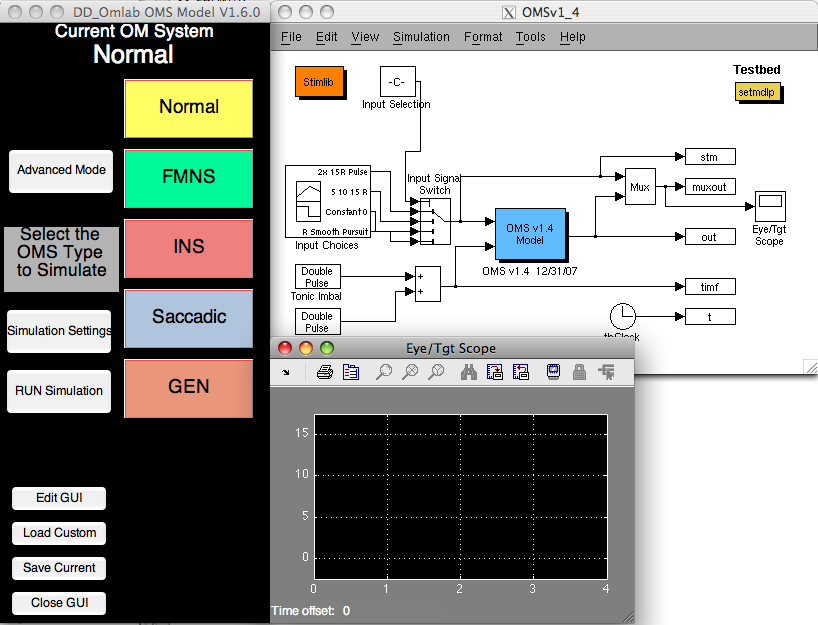 DD_Omlab OMS Model V1.6.0
Current OM System
Normal
Normal
Advanced Mode
FMNS
Select the
OMS Type
to Simulate
INS
Simulation Settings
Saccadic
RUN Simulation
GEN
Edit GUI
Load Custom
Save Current
Close GUI
X OMSv1_4
File Edit View Simulation Format Tools Help
Stimlib
-C-
Input Selection
Testbed
setmdlp
2x 15R Pulse
5 10 15 R
Constant 0
R Smooth Pursuit
Input Choices
Input Signal
Switch
OMS v1.4
Model
OMS v1.4 12/31/07
Mux
stm
muxout
Eye/Tgt
Scope
out
Double
Pulse
Tonic Imbal
+
+
timf
Double
Pulse
t
Eye/Tgt Scope
15
10
5
0
0 1 2 3 4
Time offset: 0